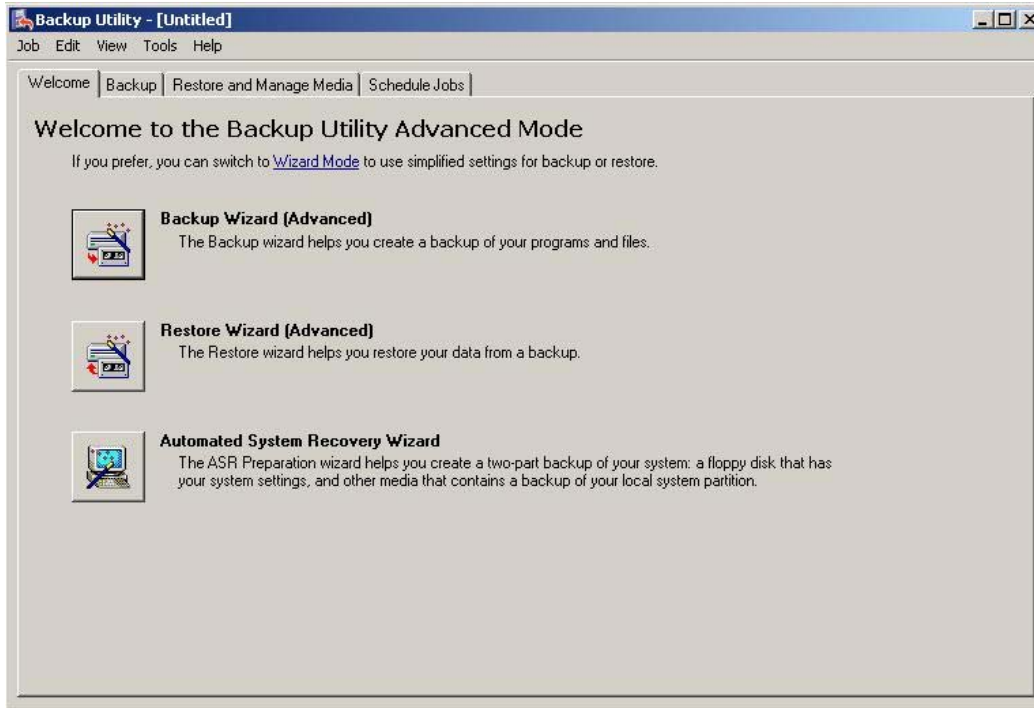 Backup Utility - [Untitled]
Job Edit View Tools Help
Welcome Backup Restore and Manage Media Schedule Jobs
Welcome to the Backup Utility Advanced Mode
If you prefer, you can switch to Wizard Mode to use simplified settings for backup or restore.
Backup Wizard (Advanced)
The Backup wizard helps you create a backup of your programs and files.
Restore Wizard (Advanced)
The Restore wizard helps you restore your data from a backup.
Automated System Recovery Wizard
The ASR Preparation wizard helps you create a two-part backup of your system: a floppy disk that has
your system settings, and other media that contains a backup of your local system partition.